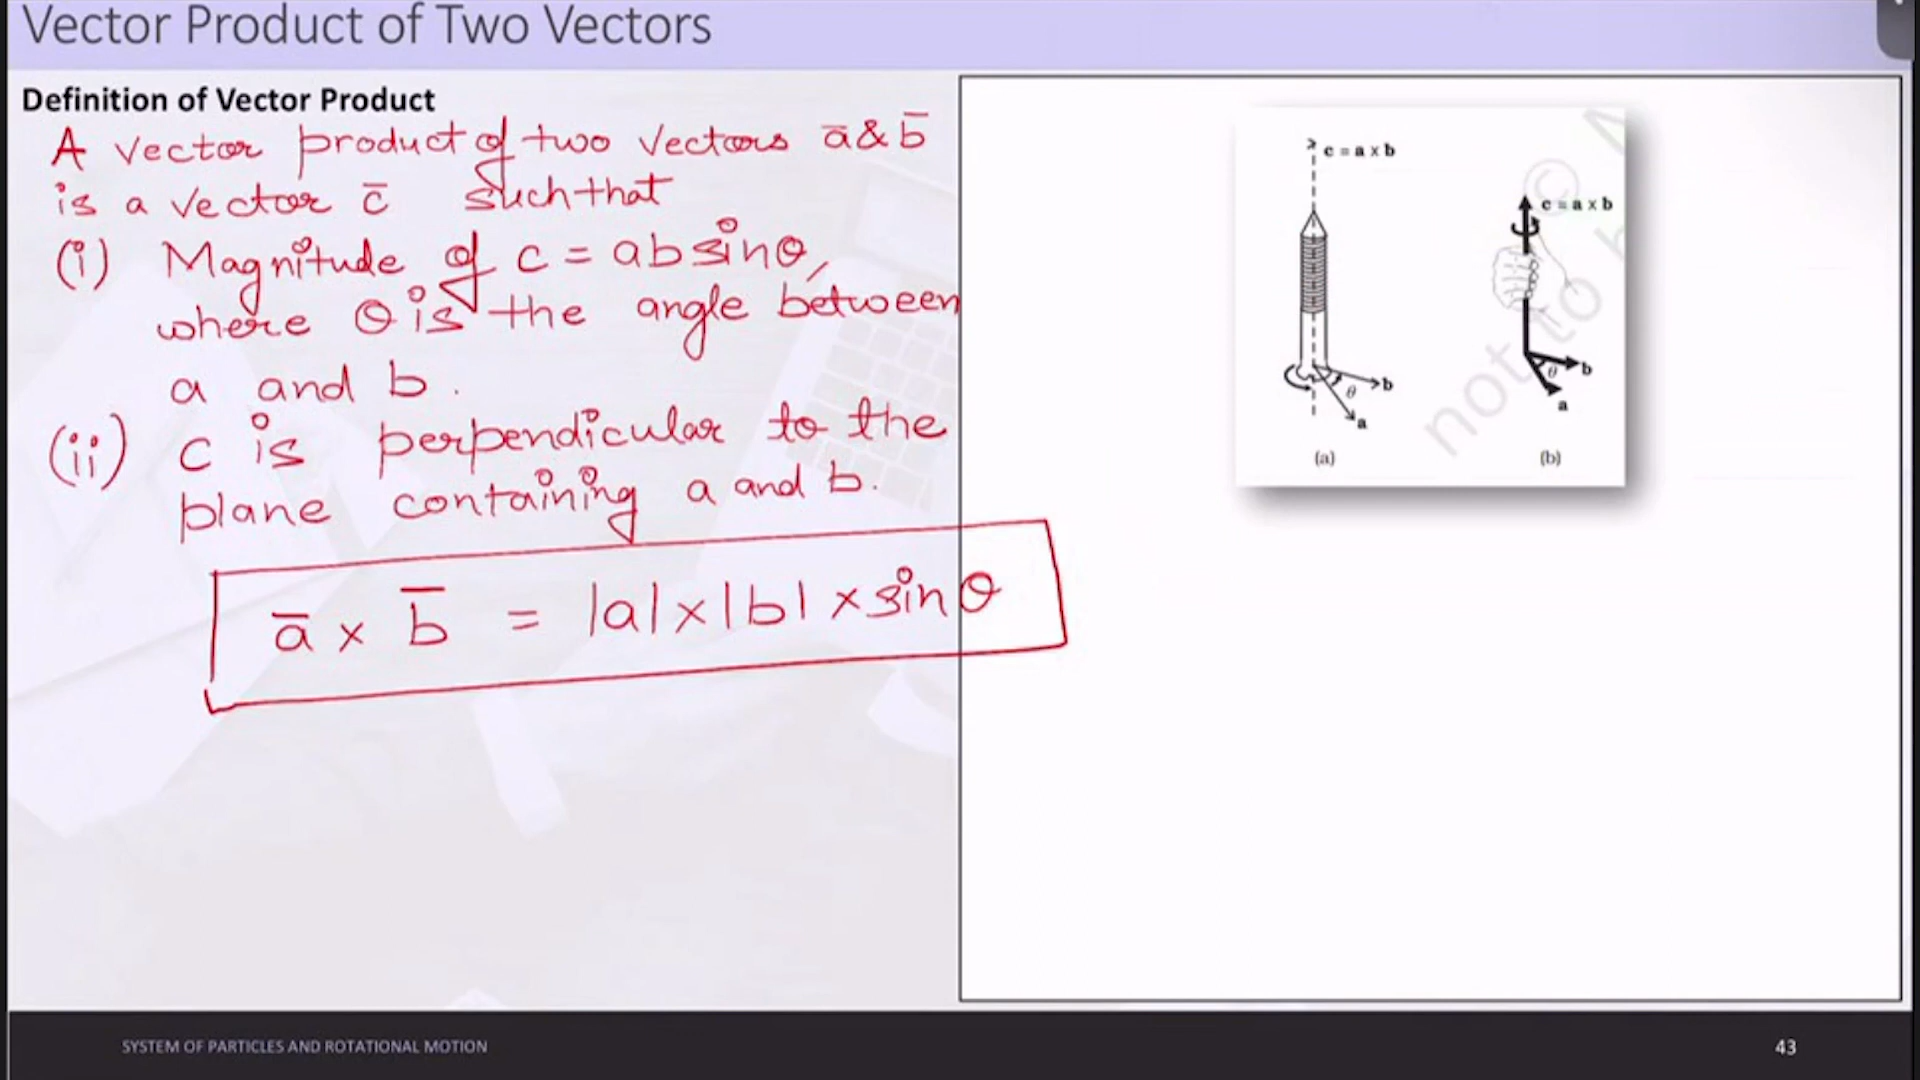 Vector Product of Two Vectors
Definition of Vector Product
A vector product of two vectors a̅ & b̅
is a vector c̅ such that
(i) Magnitude of c = ab sinθ,
where θ is the angle between
a and b.
(ii) c is perpendicular to the
plane containing a and b.
a̅ × b̅ = |a| × |b| × sinθ
c = a x b
b
θ
a
(a)
c = a x b
b
θ
a
(b)
©
not to
SYSTEM OF PARTICLES AND ROTATIONAL MOTION
43